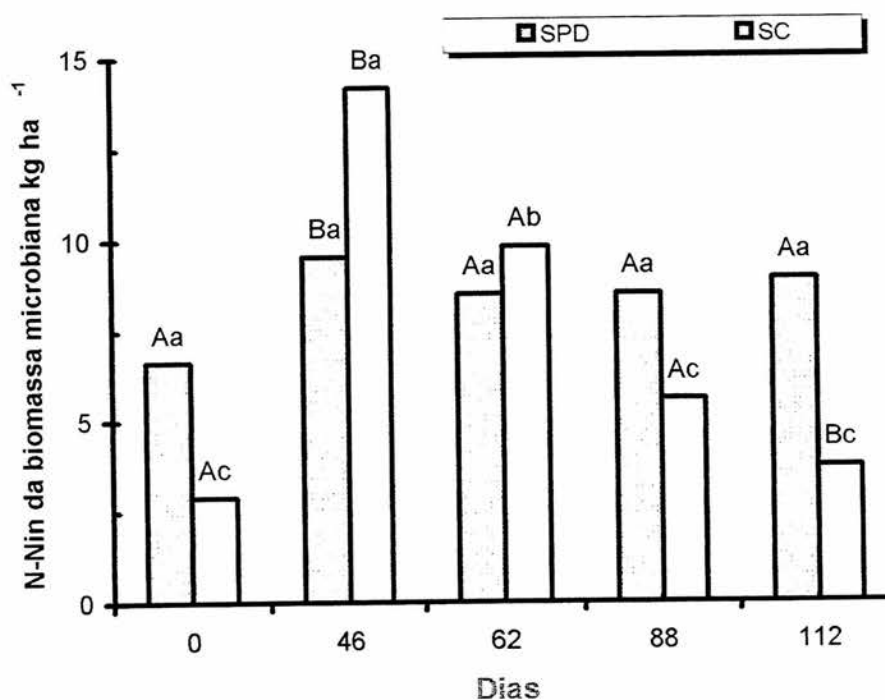 SPD SC
N-Nin da biomassa microbiana kg ha -1
15
10
5
0
Aa
Ac
Ba
Ba
Aa
Ab
Aa
Ac
Aa
Bc
0 46 62 88 112
Dias